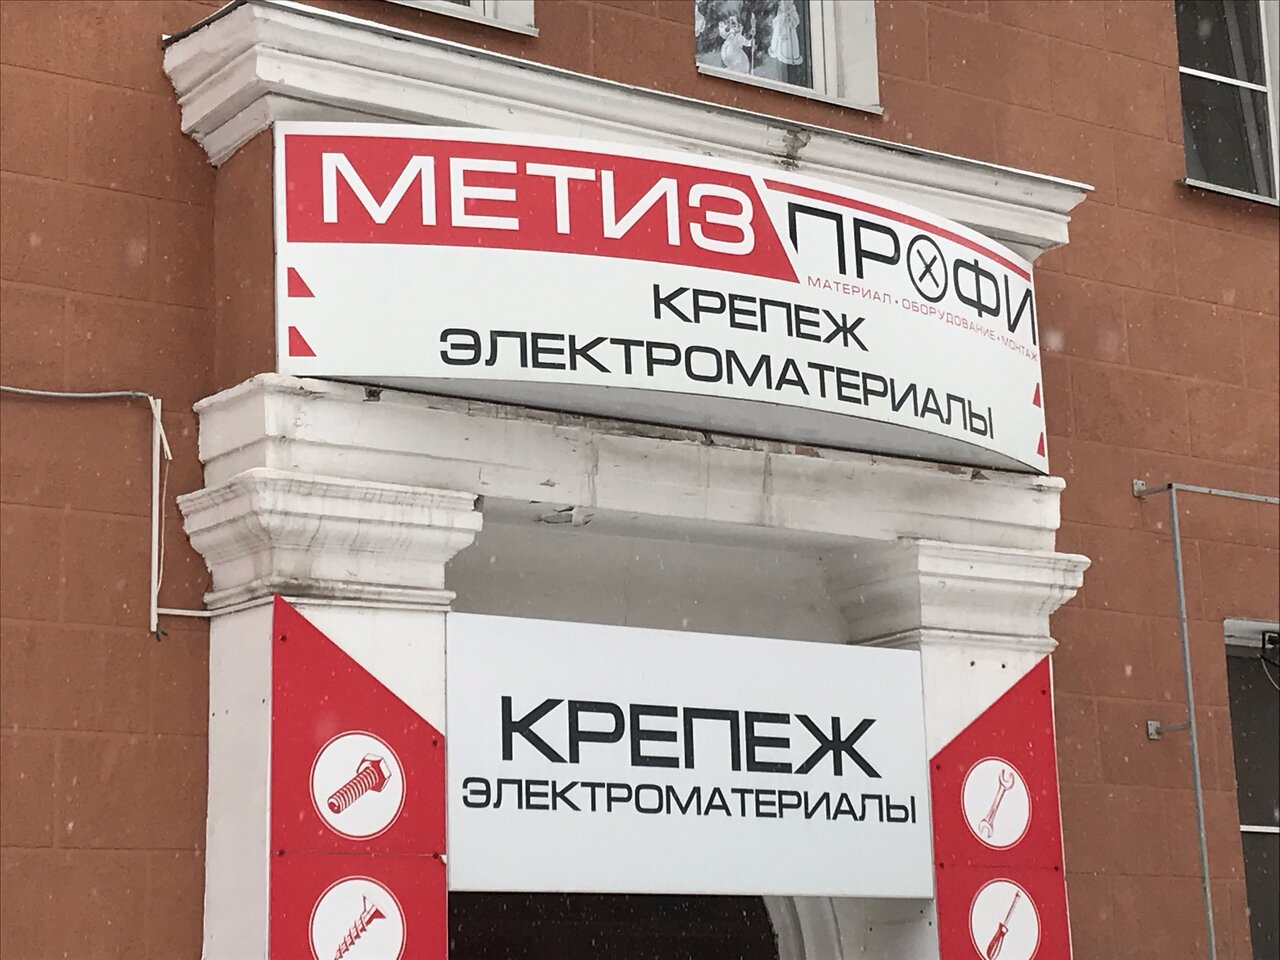 МЕТИЗ ПРОФИ
МАТЕРИАЛ • ОБОРУДОВАНИЕ • МОНТАЖ
КРЕПЕЖ
ЭЛЕКТРОМАТЕРИАЛЫ
КРЕПЕЖ
ЭЛЕКТРОМАТЕРИАЛЫ